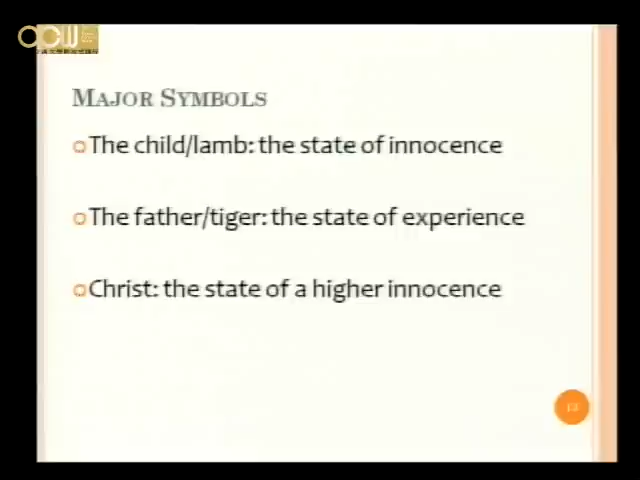 ocw
MAJOR SYMBOLS
The child/lamb: the state of innocence
The father/tiger: the state of experience
Christ: the state of a higher innocence